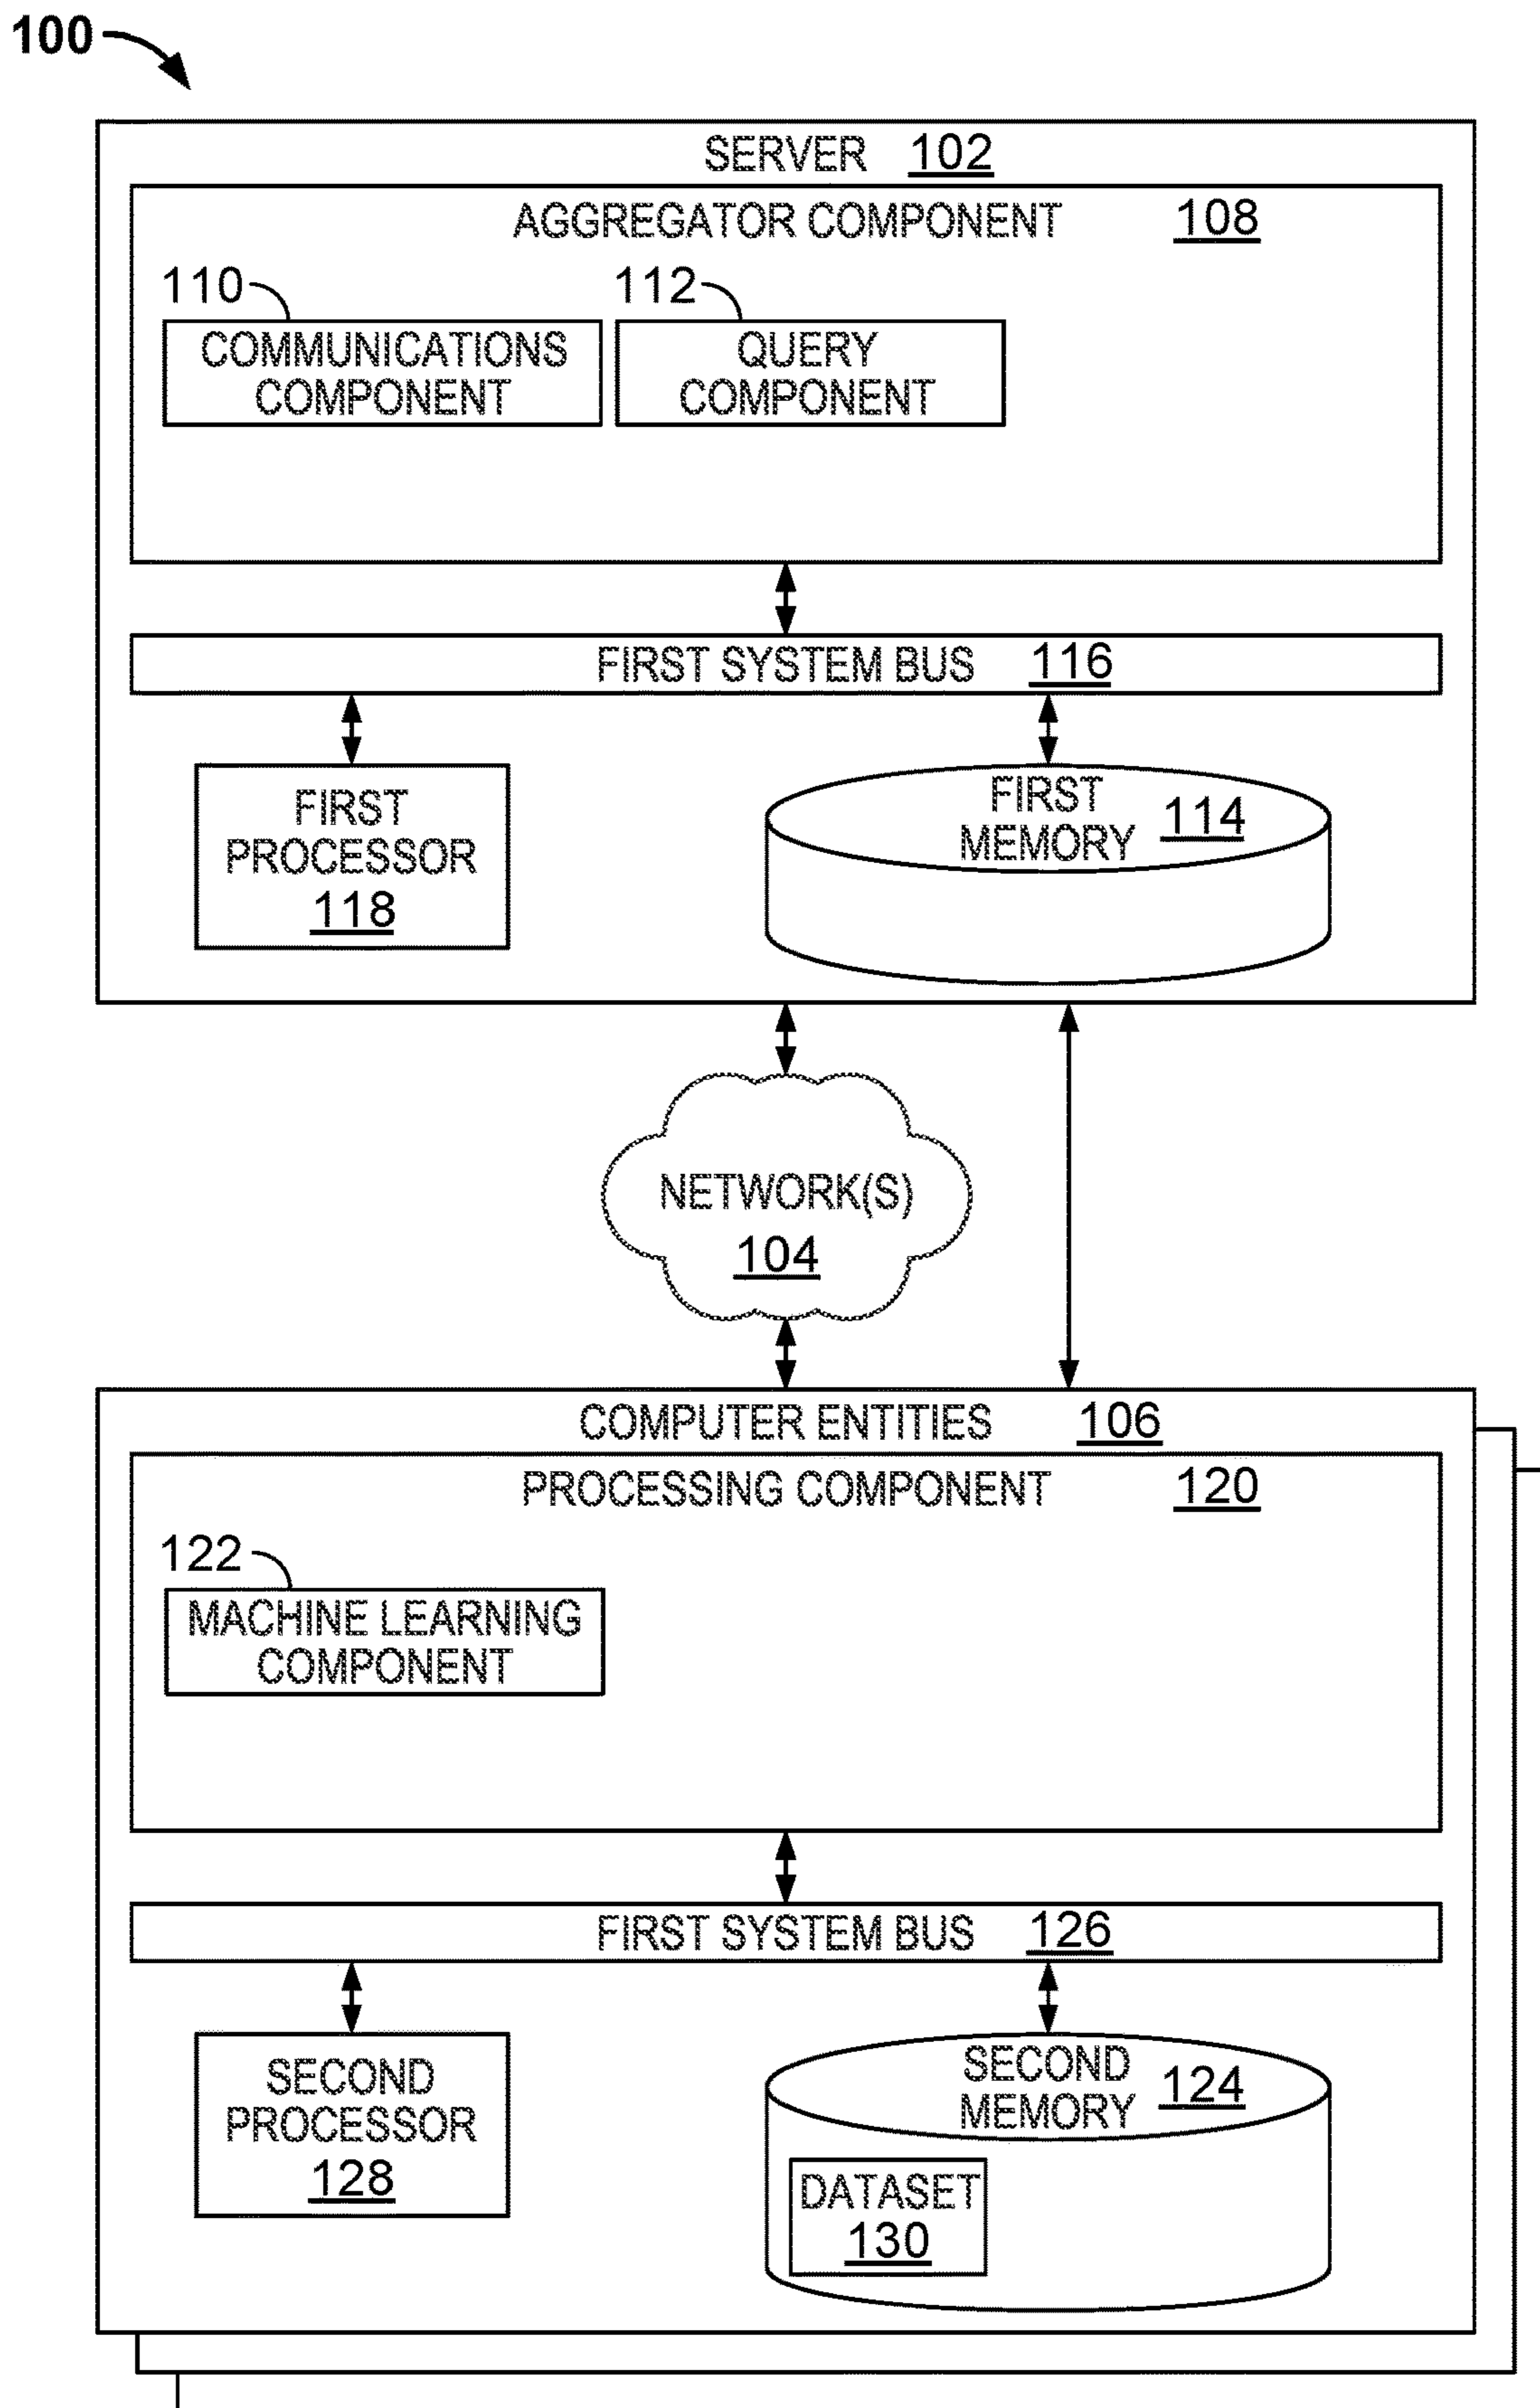 100
SERVER 102
AGGREGATOR COMPONENT 108
110
112
COMMUNICATIONS
COMPONENT
QUERY
COMPONENT
FIRST SYSTEM BUS 116
FIRST
PROCESSOR
118
FIRST
MEMORY
114
NETWORK(S)
104
COMPUTER ENTITIES 106
PROCESSING COMPONENT 120
122
MACHINE LEARNING
COMPONENT
FIRST SYSTEM BUS 126
SECOND
PROCESSOR
128
SECOND
MEMORY
124
DATASET
130